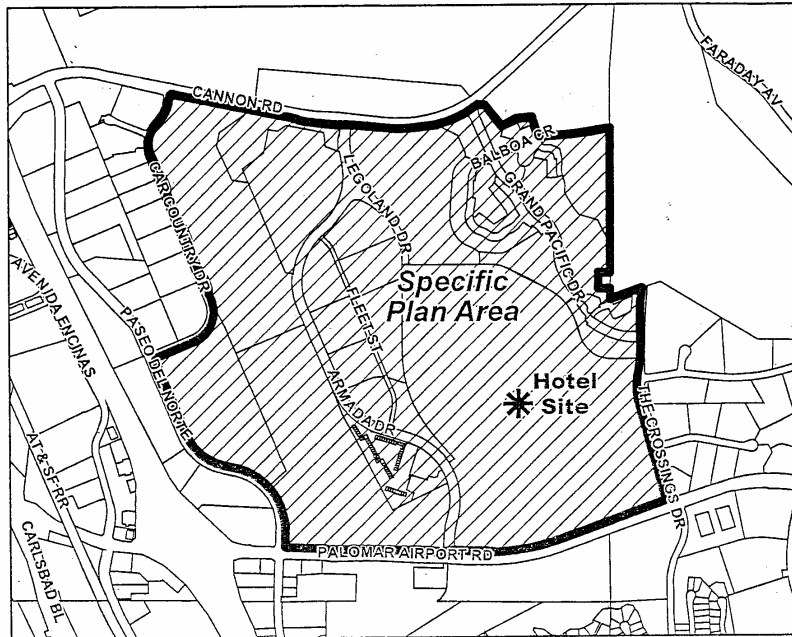 FARADAY AV
CANNON RD
BALBOA CR
LEGOLAND DR
GRAND PACIFIC DR
CAR COUNTRY DR
AVENIDA ENCINAS
PASEO DEL NORTE
Specific
Plan Area
FLEET ST
Hotel
Site
ARMADA DR
THE CROSSINGS DR
AT & SF RR
CARLSBAD BL
PALOMAR AIRPORT RD